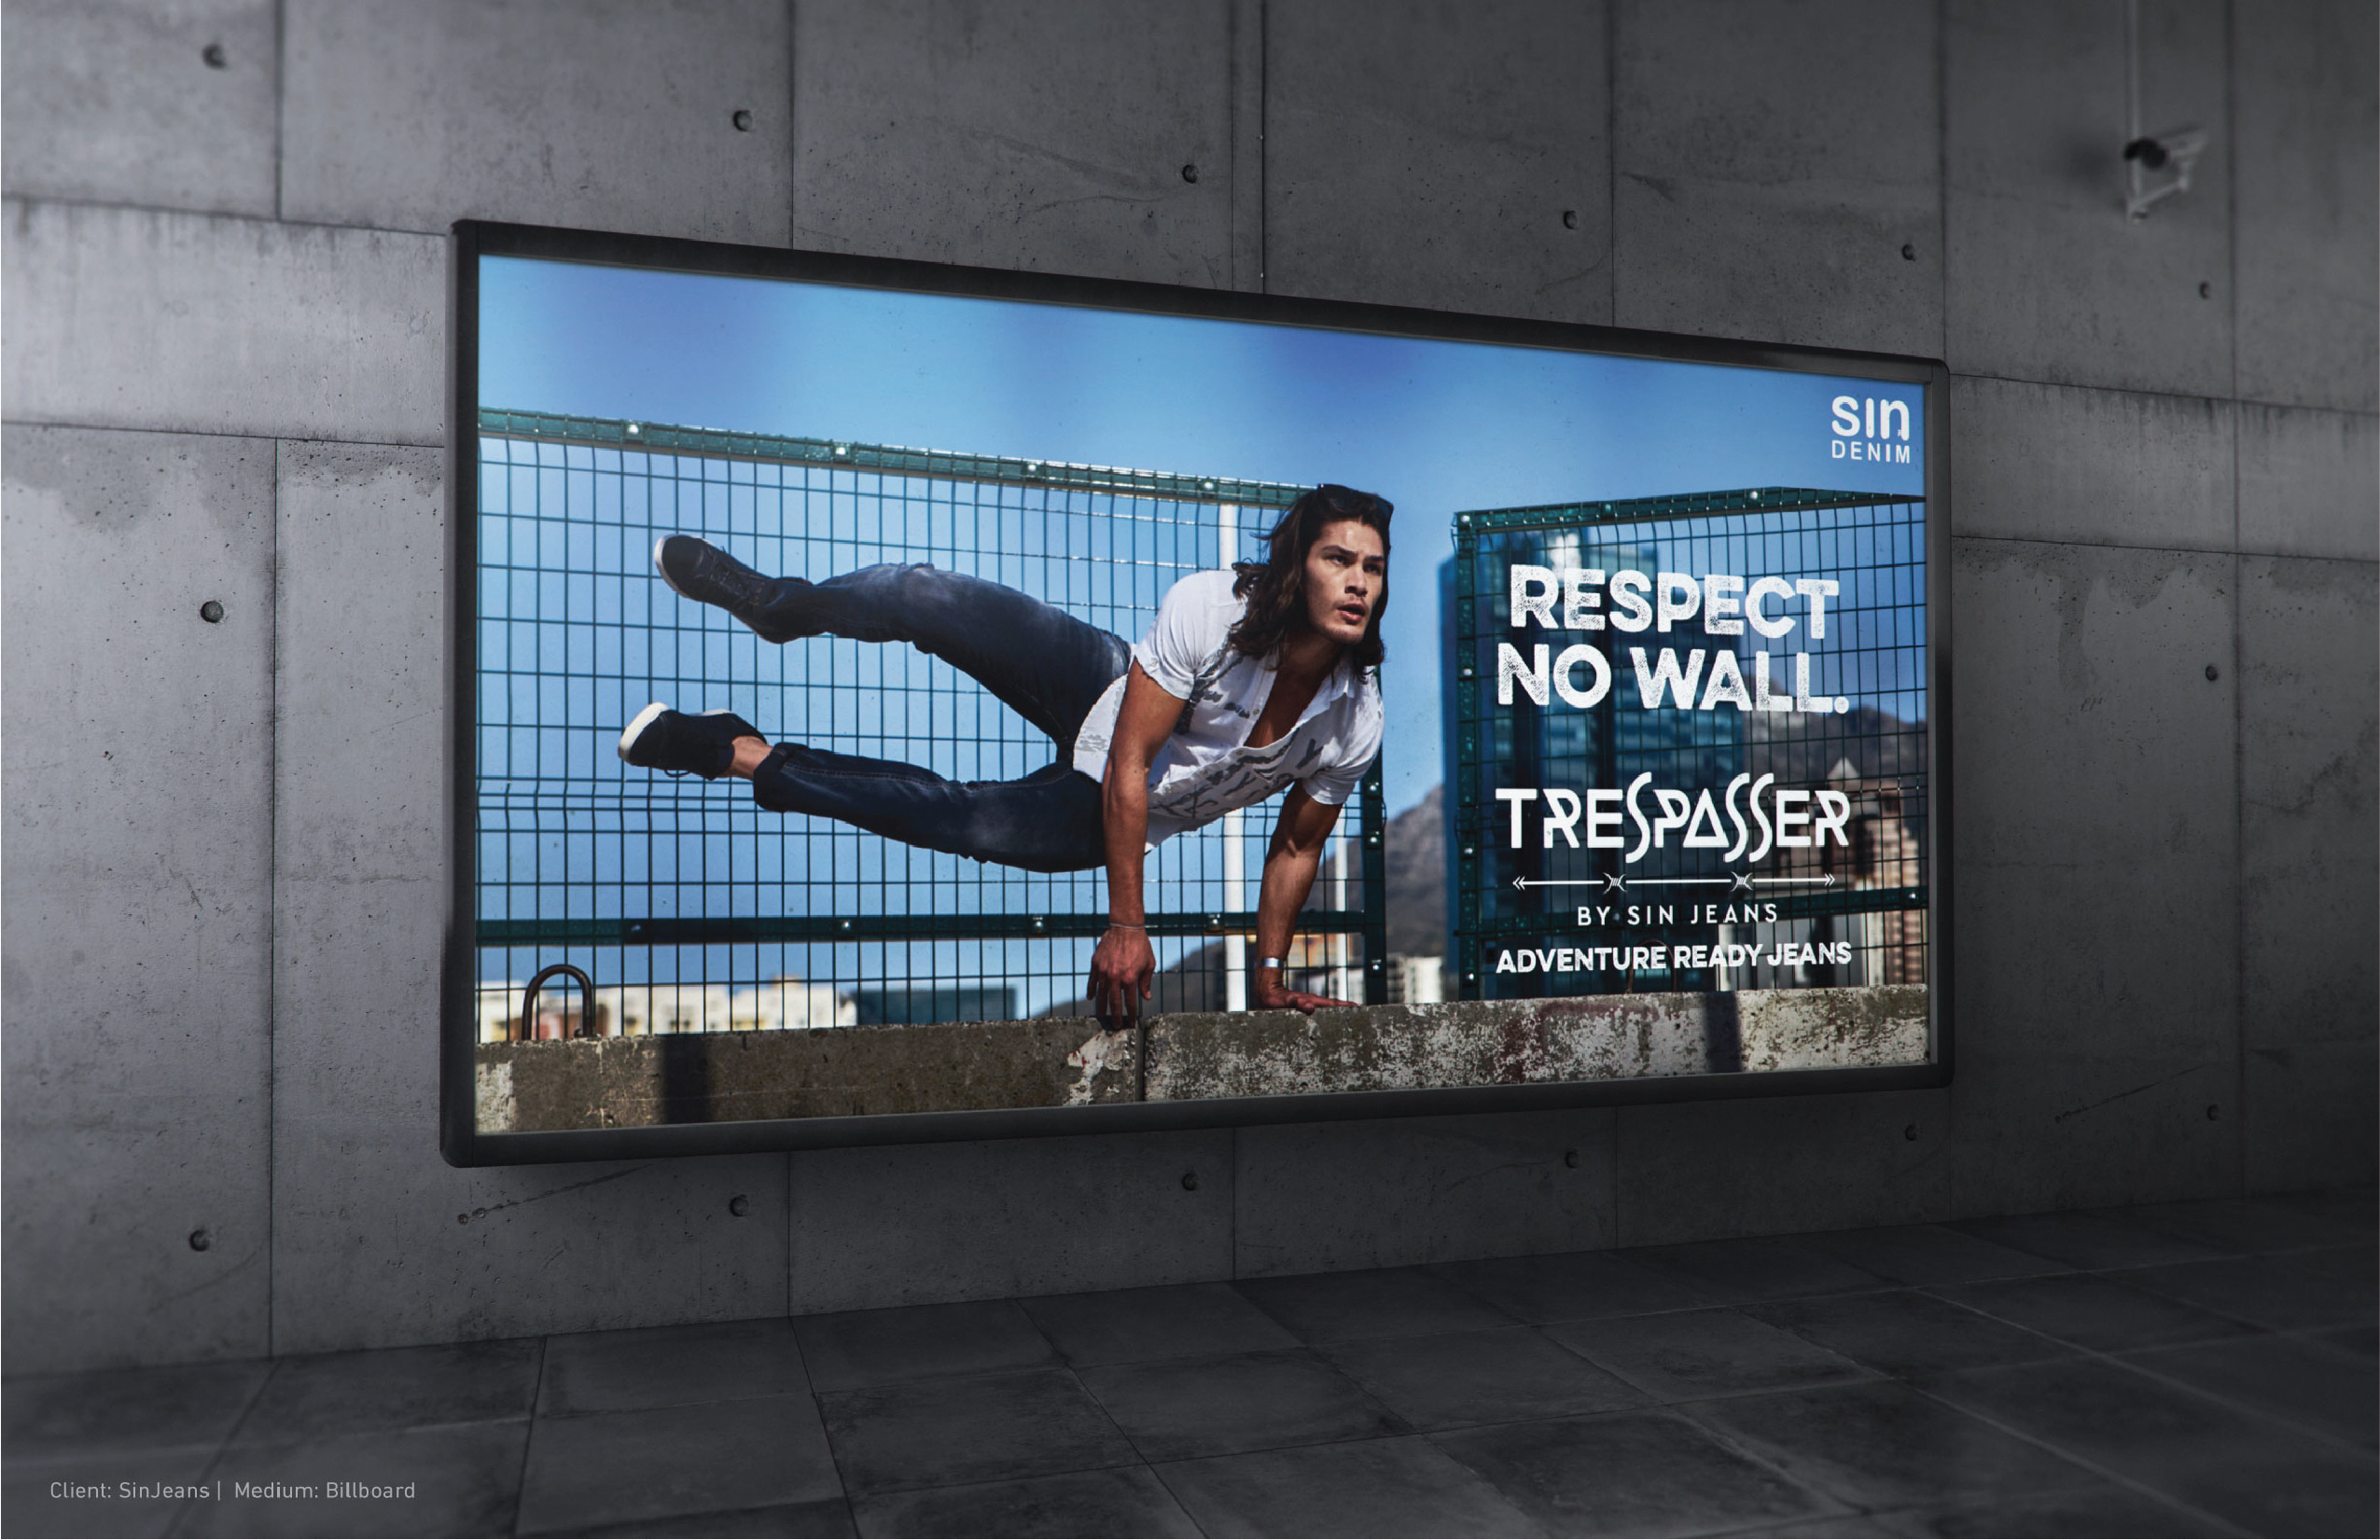 sin
DENIM
RESPECT
NO WALL.
TRESPASSER
BY SIN JEANS
ADVENTURE READY JEANS
Client: SinJeans | Medium: Billboard